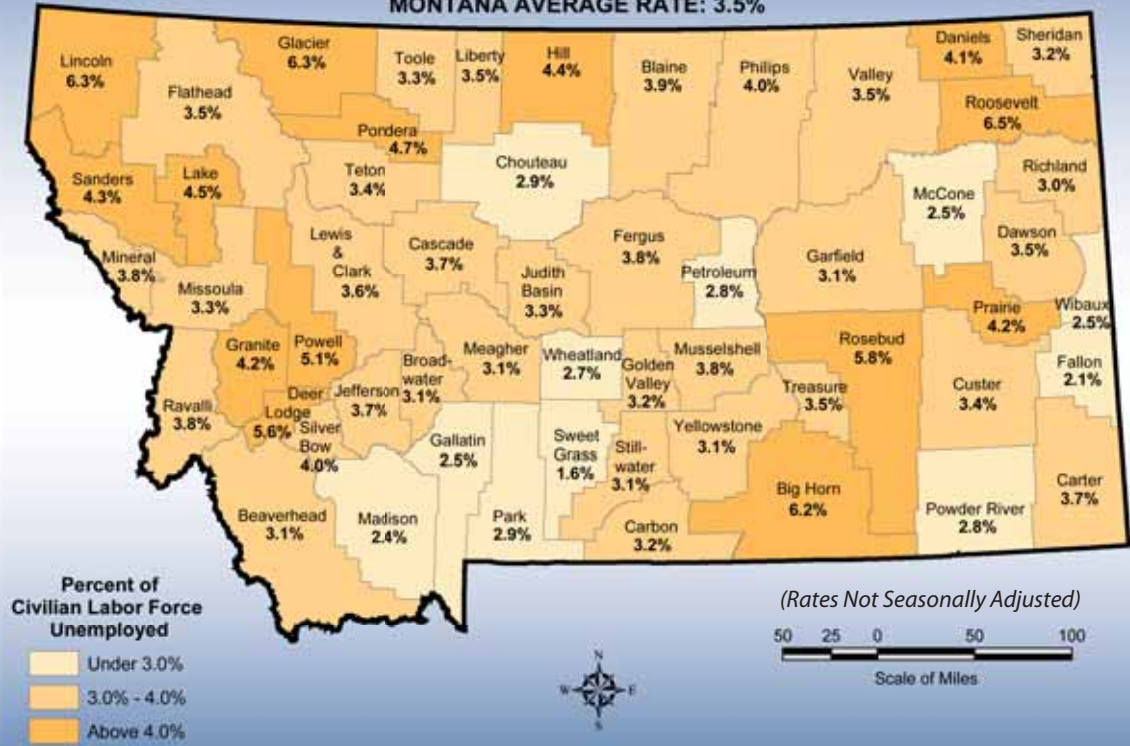 MONTANA AVERAGE RATE: 3.5%
Lincoln
6.3%
Flathead
3.5%
Glacier
6.3%
Toole
3.3%
Liberty
3.5%
Hill
4.4%
Blaine
3.9%
Philips
4.0%
Valley
3.5%
Daniels
4.1%
Sheridan
3.2%
Roosevelt
6.5%
Pondera
4.7%
Sanders
4.3%
Lake
4.5%
Teton
3.4%
Chouteau
2.9%
McCone
2.5%
Richland
3.0%
Dawson
3.5%
Mineral
3.8%
Missoula
3.3%
Lewis
&
Clark
3.6%
Cascade
3.7%
Judith
Basin
3.3%
Fergus
3.8%
Petroleum
2.8%
Garfield
3.1%
Prairie
4.2%
Wibaux
2.5%
Granite
4.2%
Powell
5.1%
Broad-
water
3.1%
Meagher
3.1%
Wheatland
2.7%
Golden
Valley
3.2%
Musselshell
3.8%
Rosebud
5.8%
Treasure
3.5%
Custer
3.4%
Fallon
2.1%
Ravalli
3.8%
Deer
Lodge
5.6%
Silver
Bow
4.0%
Jefferson
3.7%
Gallatin
2.5%
Sweet
Grass
1.6%
Still-
water
3.1%
Yellowstone
3.1%
Big Horn
6.2%
Powder River
2.8%
Carter
3.7%
Beaverhead
3.1%
Madison
2.4%
Park
2.9%
Carbon
3.2%
Percent of
Civilian Labor Force
Unemployed
Under 3.0%
3.0% - 4.0%
Above 4.0%
N
W E
S
(Rates Not Seasonally Adjusted)
50 25 0 50 100
Scale of Miles